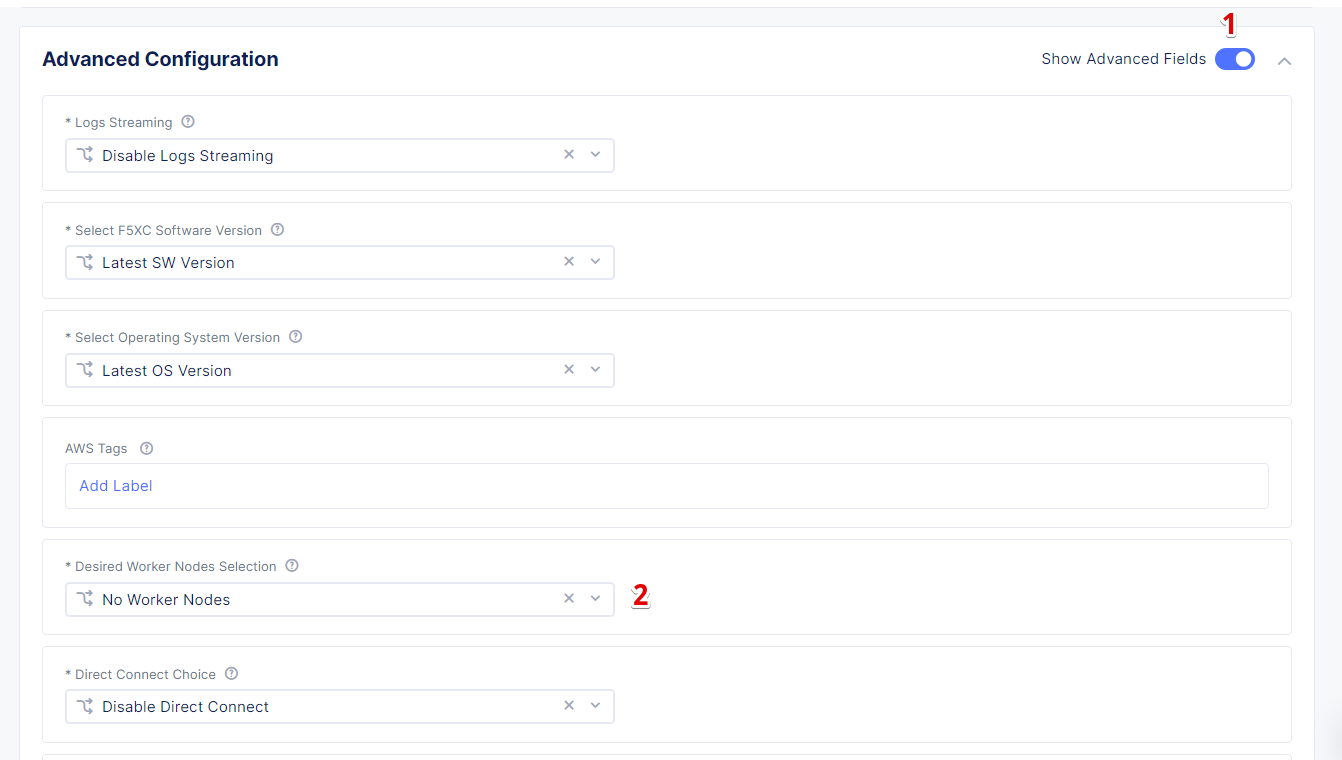 1
Advanced Configuration
Show Advanced Fields
* Logs Streaming
Disable Logs Streaming
* Select F5XC Software Version
Latest SW Version
* Select Operating System Version
Latest OS Version
AWS Tags
Add Label
* Desired Worker Nodes Selection
No Worker Nodes
2
* Direct Connect Choice
Disable Direct Connect